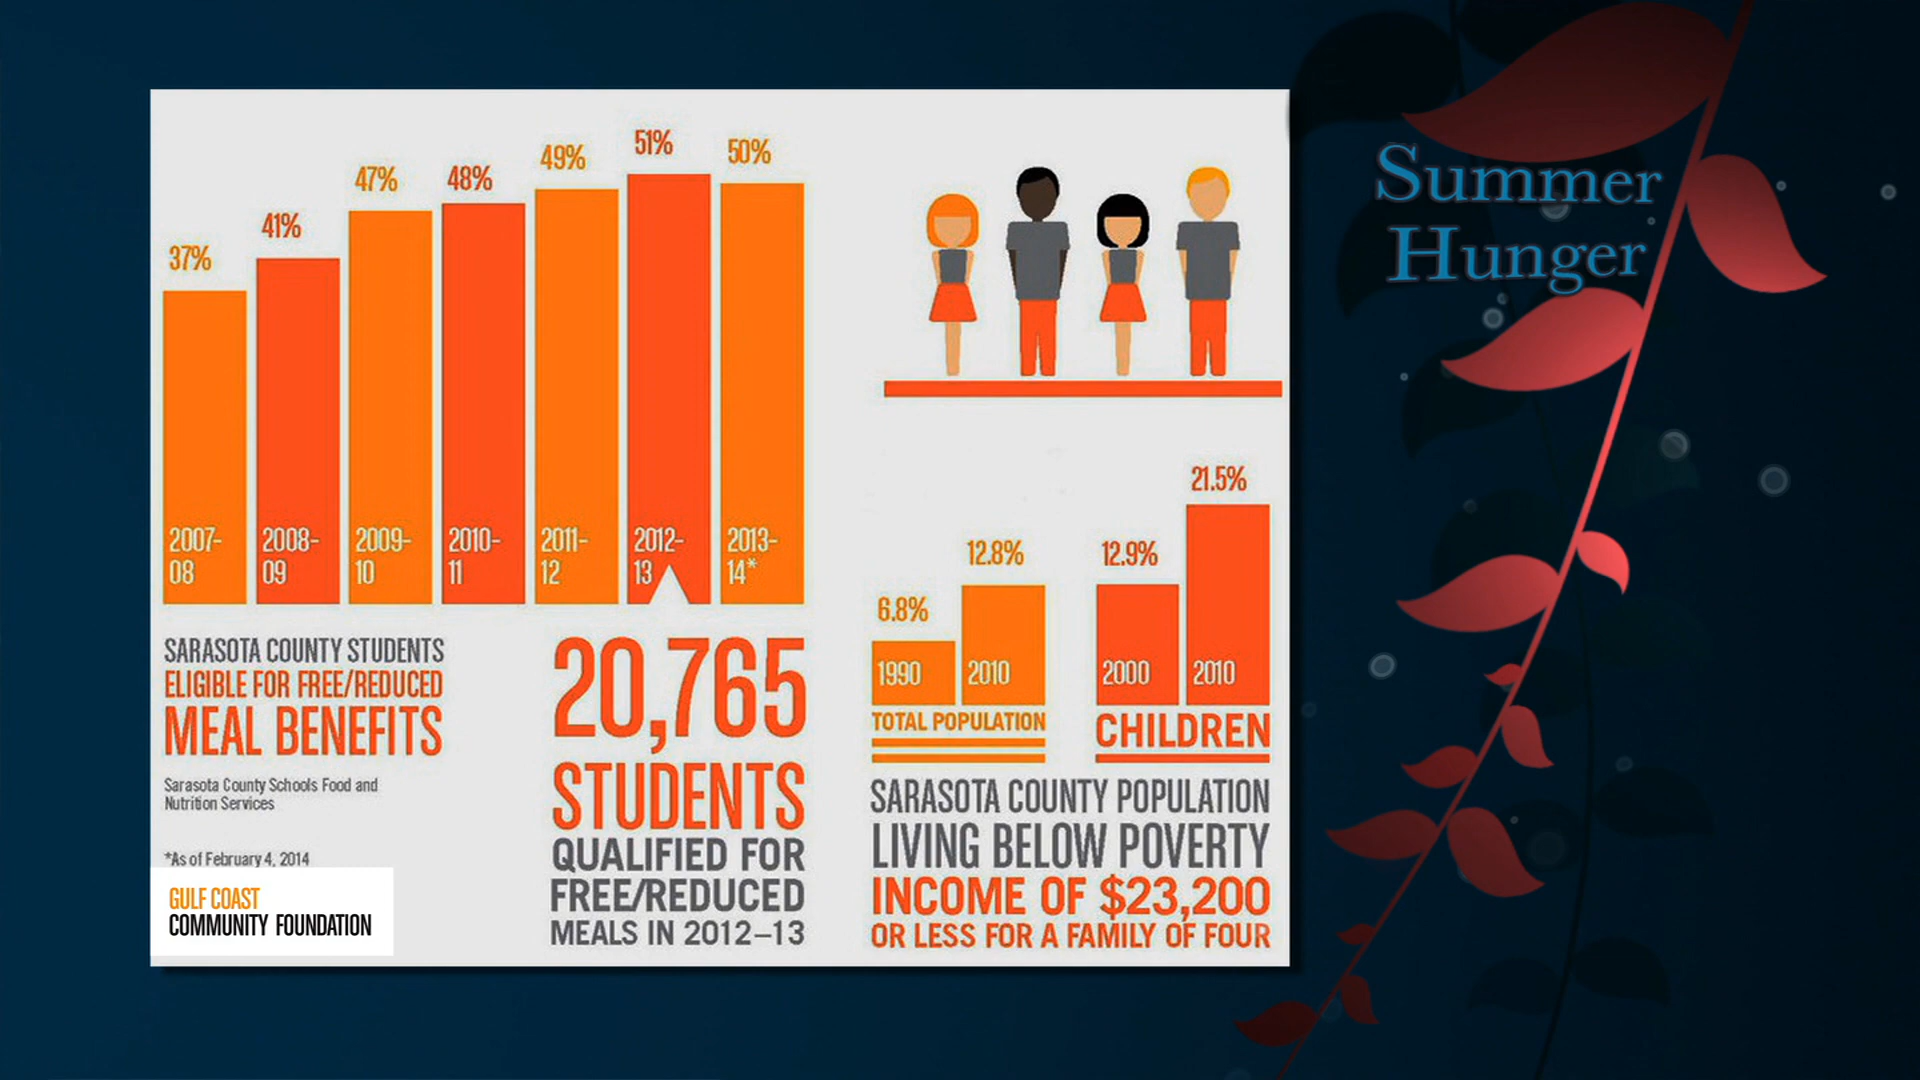 Summer
Hunger
37%
41%
47%
48%
49%
51%
50%
2007-
08
2008-
09
2009-
10
2010-
11
2011-
12
2012-
13
2013-
14*
SARASOTA COUNTY STUDENTS
ELIGIBLE FOR FREE/REDUCED
MEAL BENEFITS
Sarasota County Schools Food and
Nutrition Services
*As of February 4, 2014
GULF COAST
COMMUNITY FOUNDATION
20,765
STUDENTS
QUALIFIED FOR
FREE/REDUCED
MEALS IN 2012–13
6.8%
12.8%
12.9%
21.5%
1990
2010
2000
2010
TOTAL POPULATION
CHILDREN
SARASOTA COUNTY POPULATION
LIVING BELOW POVERTY
INCOME OF $23,200
OR LESS FOR A FAMILY OF FOUR